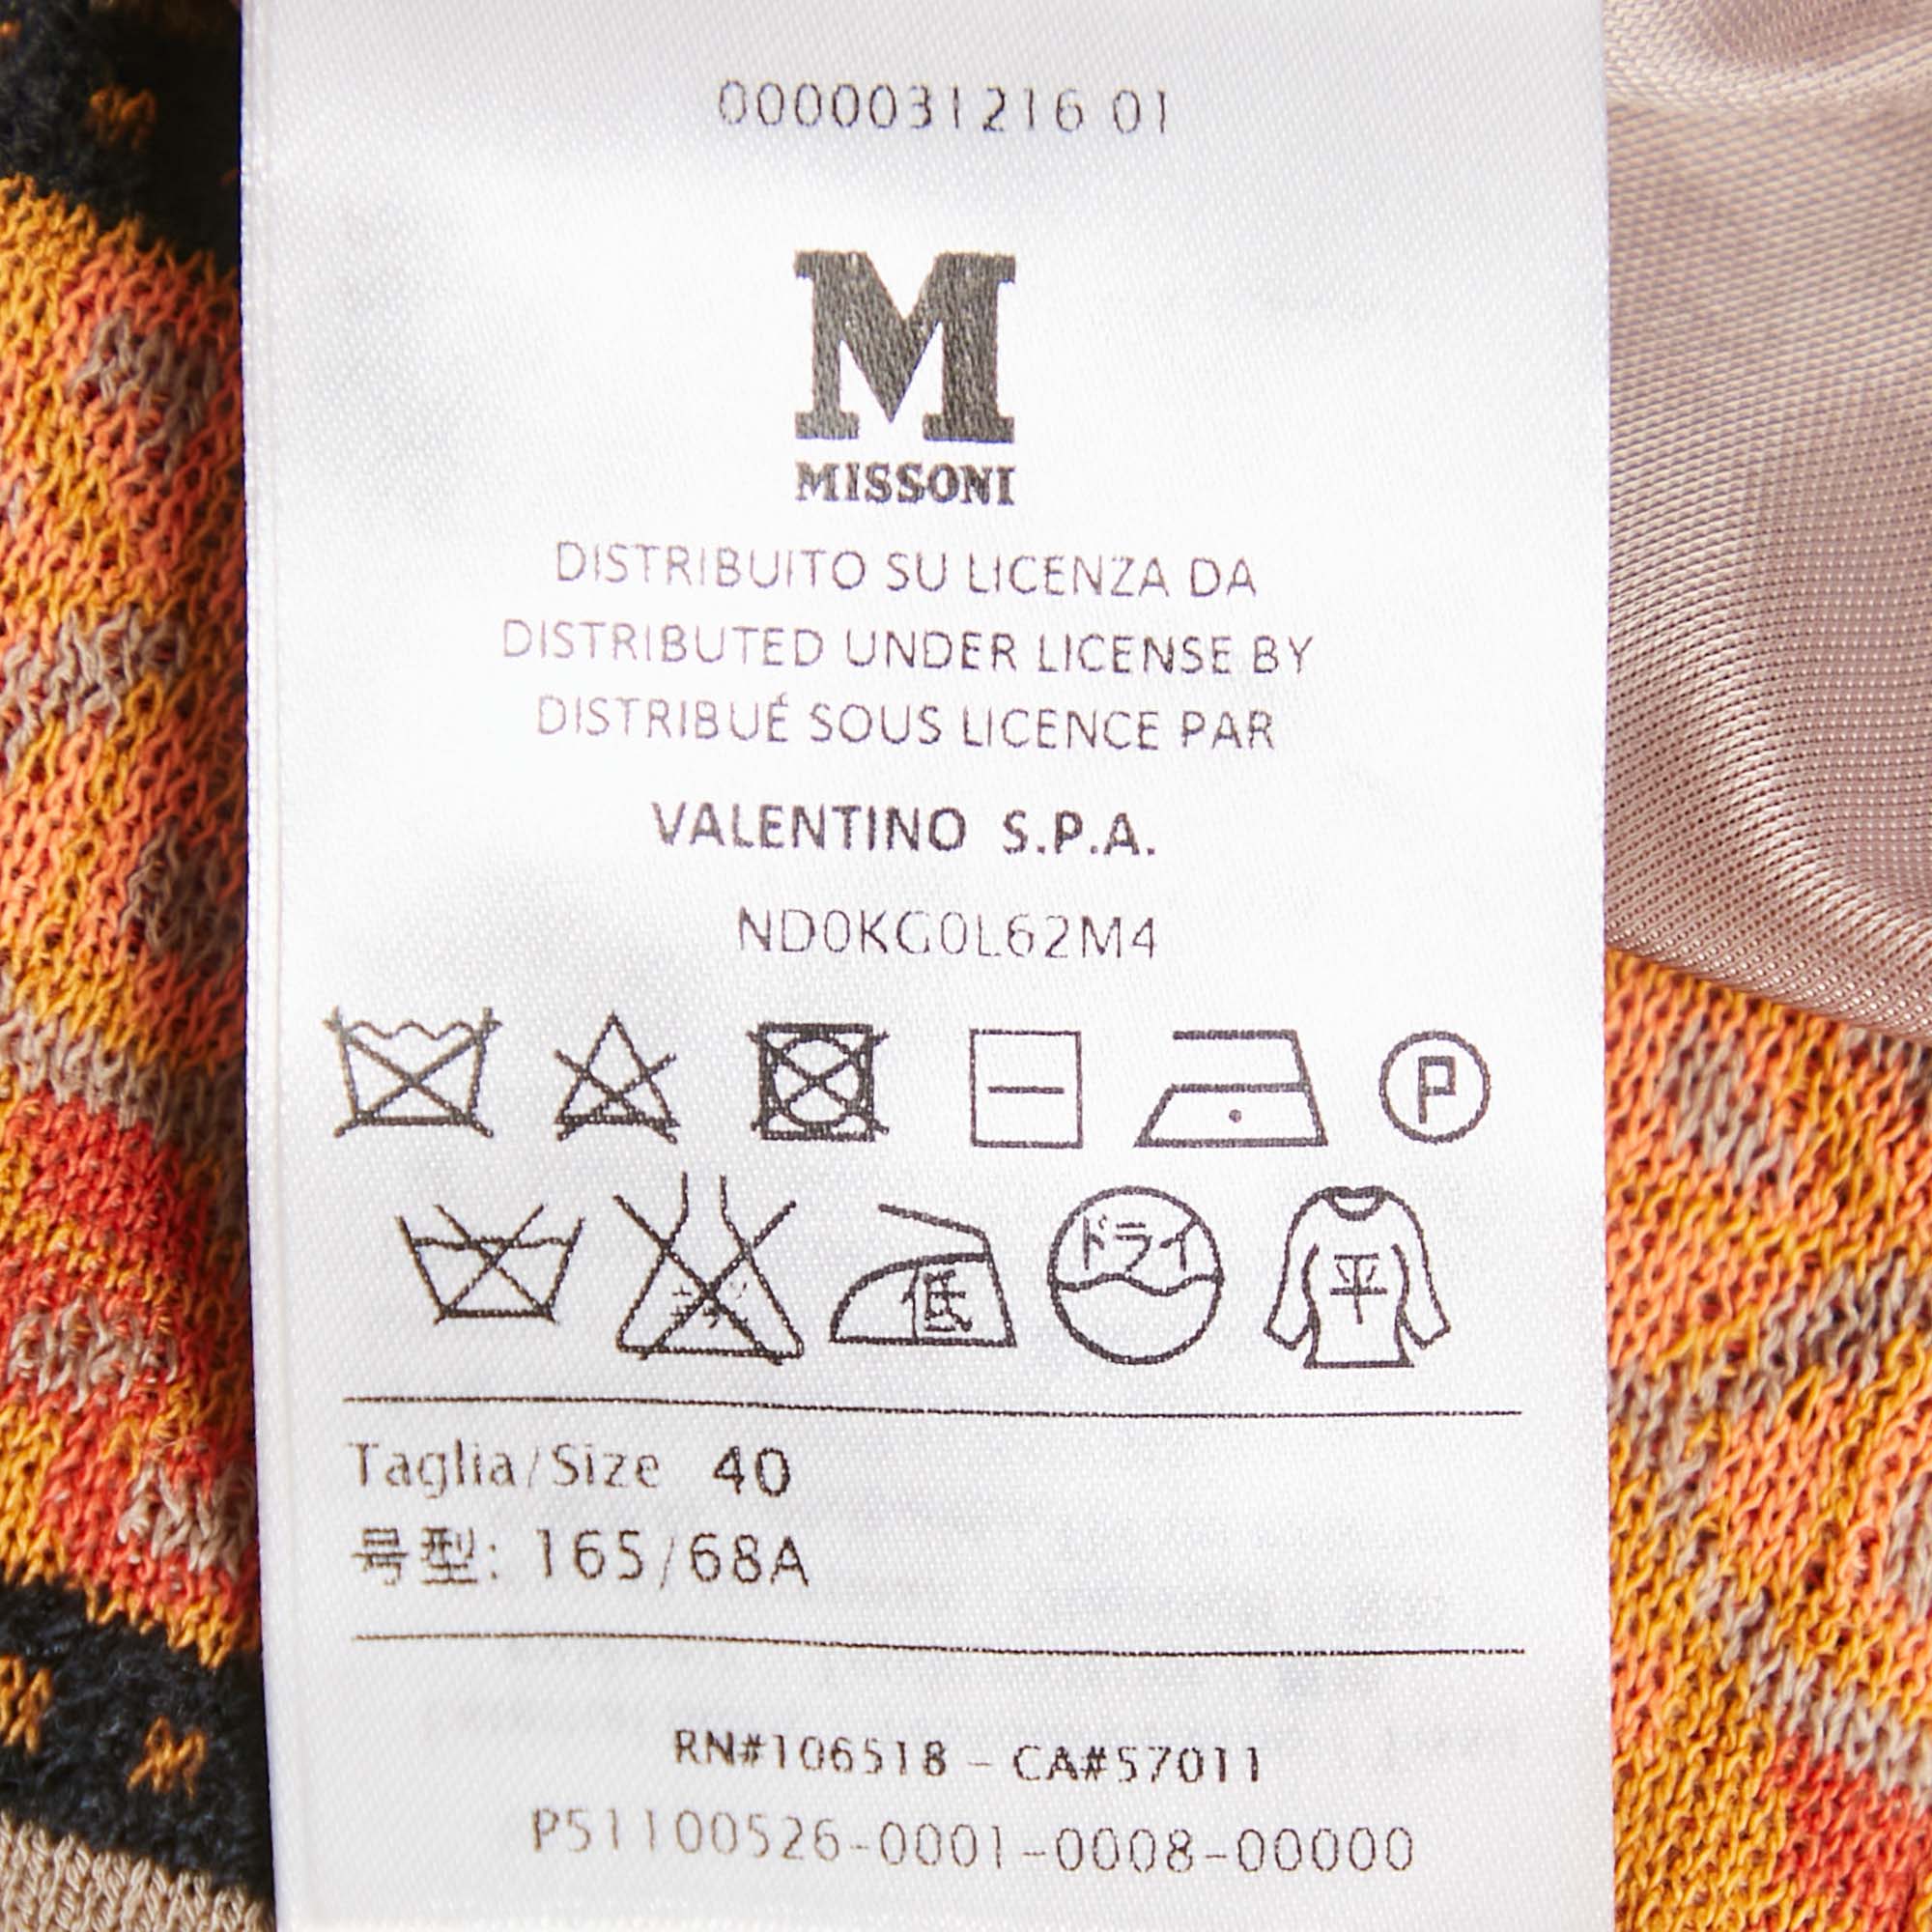 0000031216 01
M
MISSONI
DISTRIBUITO SU LICENZA DA
DISTRIBUTED UNDER LICENSE BY
DISTRIBUÉ SOUS LICENCE PAR
VALENTINO S.P.A.
ND0KG0L62M4
P
低 ドライ 平
Taglia/Size 40
号型: 165/68A
RN#106518 - CA#57011
P51100526-0001-0008-00000